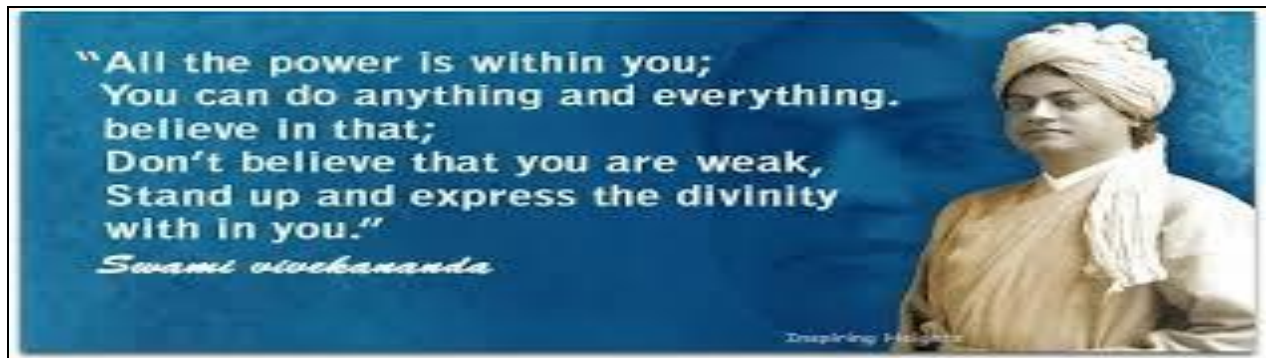 “All the power is within you;
You can do anything and everything.
believe in that;
Don't believe that you are weak,
Stand up and express the divinity
with in you.”
Swami vivekananda
Inspiring Heights